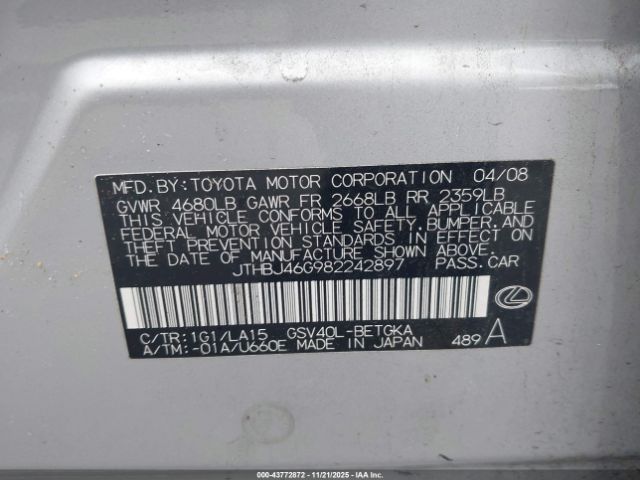 MFD. BY: TOYOTA MOTOR CORPORATION 04/08
GVWR 4680LB GAWR FR 2668LB RR 2359LB
THIS VEHICLE CONFORMS TO ALL APPLICABLE
FEDERAL MOTOR VEHICLE SAFETY, BUMPER, AND
THEFT PREVENTION STANDARDS IN EFFECT ON
THE DATE OF MANUFACTURE SHOWN ABOVE.
JTHBJ46G982242897 PASS. CAR
C/TR: 1G1/LA15 GSV40L-BETGKA
A/TM: -01A/U660E MADE IN JAPAN 489 A
000-43772872 11/21/2025 Copyright IAA, Inc.